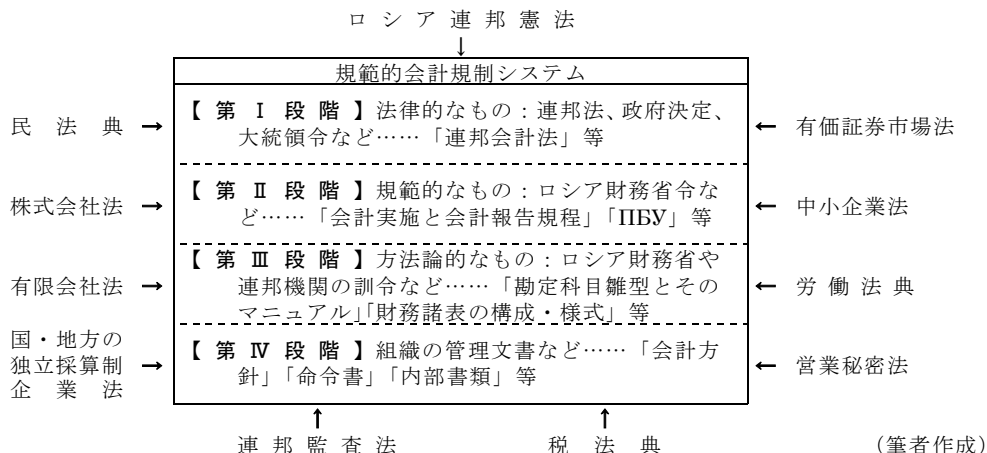 ロシア連邦憲法
↓
規範的会計規制システム
民法典 →
【第Ⅰ段階】法律的なもの：連邦法、政府決定、
大統領令など……「連邦会計法」等
← 有価証券市場法
株式会社法 →
【第Ⅱ段階】規範的なもの：ロシア財務省令な
ど……「会計実施と会計報告規程」「ПБУ」等
← 中小企業法
有限会社法 →
【第Ⅲ段階】方法論的なもの：ロシア財務省や
連邦機関の訓令など……「勘定科目雛型とその
マニュアル」「財務諸表の構成・様式」等
← 労働法典
国・地方の
独立採算制 →
企業法
【第Ⅳ段階】組織の管理文書など……「会計方
針」「命令書」「内部書類」等
← 営業秘密法
↑ ↑
連邦監査法 税法典 （筆者作成）